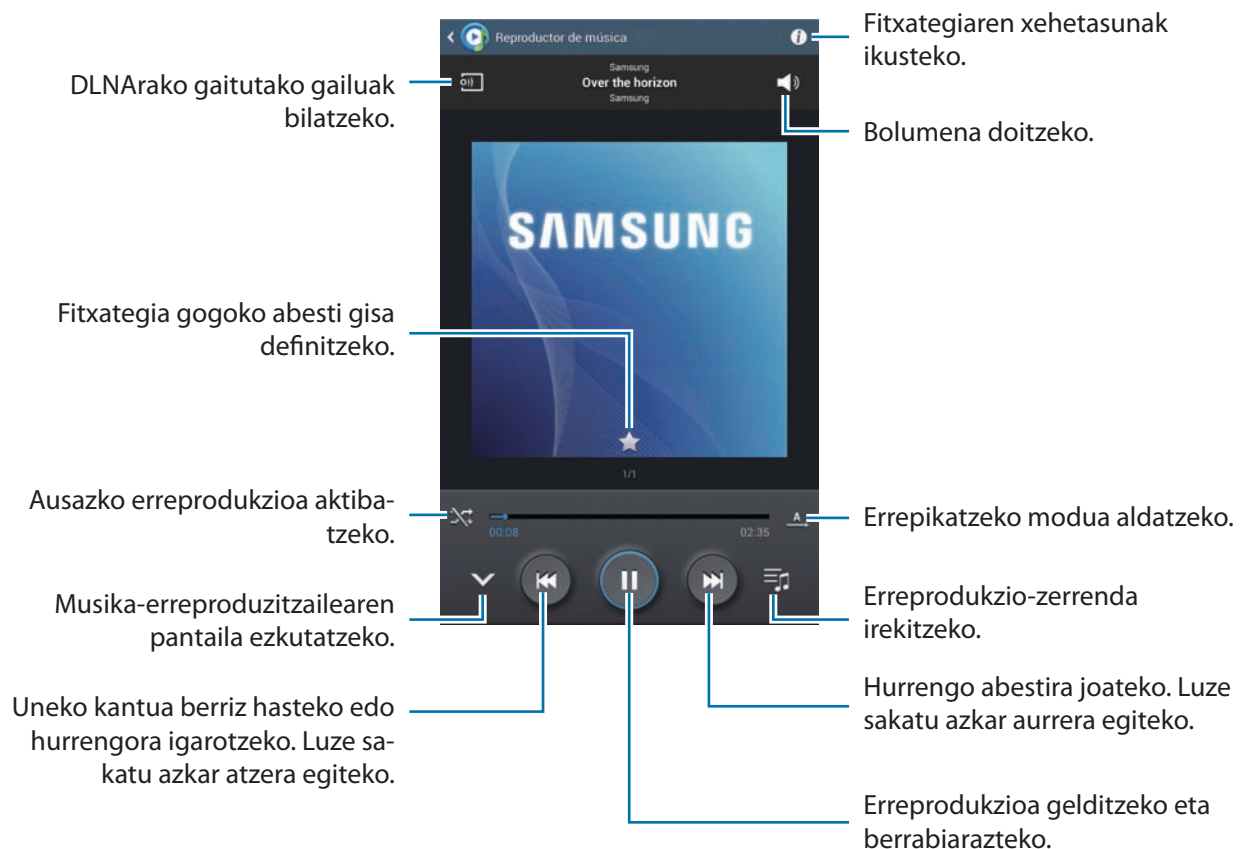 Reproductor de música
Samsung
Over the horizon
Samsung
SAMSUNG
1/1
00:08
02:35
A
DLNArako gaitutako gailuak
bilatzeko.
Fitxategia gogoko abesti gisa
definitzeko.
Ausazko erreprodukzioa aktiba-
tzeko.
Musika-erreproduzitzailearen
pantaila ezkutatzeko.
Uneko kantua berriz hasteko edo
hurrengora igarotzeko. Luze sa-
katu azkar atzera egiteko.
Fitxategiaren xehetasunak
ikusteko.
Bolumena doitzeko.
Errepikatzeko modua aldatzeko.
Erreprodukzio-zerrenda
irekitzeko.
Hurrengo abestira joateko. Luze
sakatu azkar aurrera egiteko.
Erreprodukzioa gelditzeko eta
berrabiarazteko.